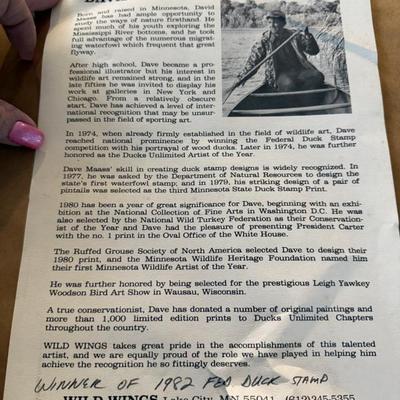 Born and raised in Minnesota, David
Maass has had ample opportunity to
study the ways of nature firsthand. He
spent much of his youth exploring the
Mississippi River bottoms, and he took
full advantage of the numerous migrat-
ing waterfowl which frequent that great
flyway.
After high school, Dave became a pro-
fessional illustrator but his interest in
wildlife art remained strong, and in the
late fifties he was invited to display his
work at galleries in New York and
Chicago. From a relatively obscure
start, Dave has achieved a level of inter-
national recognition that may be unsur-
passed in the field of sporting art.
In 1974, when already firmly established in the field of wildlife art, Dave
reached national prominence by winning the Federal Duck Stamp
competition with his portrayal of wood ducks. Later in 1974, he was further
honored as the Ducks Unlimited Artist of the Year.
Dave Maass' skill in creating duck stamp designs is widely recognized. In
1977, he was asked by the Department of Natural Resources to design the
state's first waterfowl stamp; and in 1979, his striking design of a pair of
pintails was selected as the third Minnesota State Duck Stamp Print.
1980 has been a year of great significance for Dave, beginning with an exhi-
bition at the National Collection of Fine Arts in Washington D.C. He was
also selected by the National Wild Turkey Federation as their Conservation-
ist of the Year and Dave had the pleasure of presenting President Carter
with the no. 1 print in the Oval Office of the White House.
The Ruffed Grouse Society of North America selected Dave to design their
1980 print, and the Minnesota Wildlife Heritage Foundation named him
their first Minnesota Wildlife Artist of the Year.
He was further honored by being selected for the prestigious Leigh Yawkey
Woodson Bird Art Show in Wausau, Wisconsin.
A true conservationist, Dave has donated a number of original paintings and
more than 1,000 limited edition prints to Ducks Unlimited Chapters
throughout the country.
WILD WINGS takes great pride in the accomplishments of this talented
artist, and we are equally proud of the role we have played in helping him
achieve the recognition he so fittingly deserves.
WINNER OF 1982 FED DUCK STAMP
WILD WINGS Lake City, MN 55041 (612)345-5355